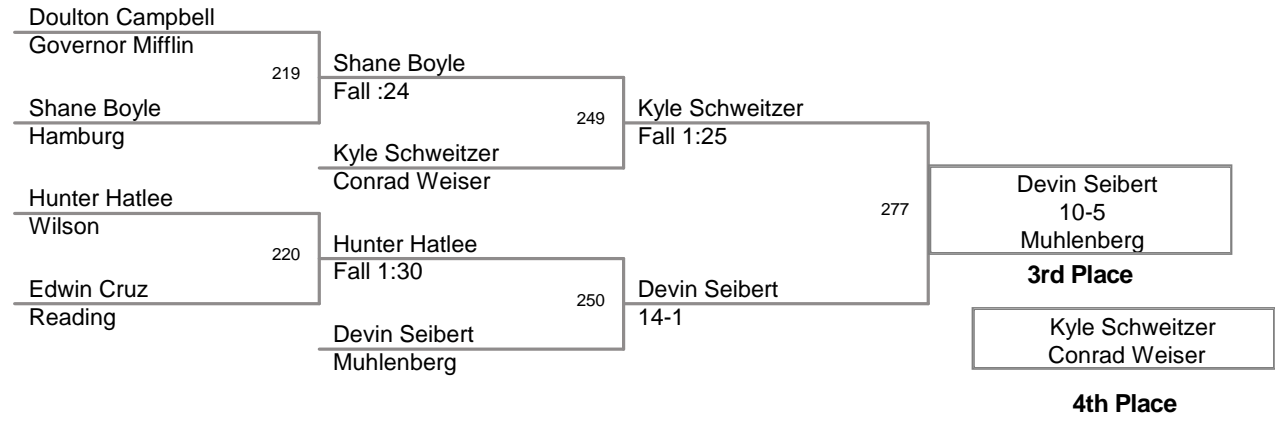 Doulton Campbell
Governor Mifflin
219
Shane Boyle
Fall :24
Shane Boyle
Hamburg
249
Kyle Schweitzer
Fall 1:25
Kyle Schweitzer
Conrad Weiser
Hunter Hatlee
Wilson
277
Devin Seibert
10-5
Muhlenberg
220
Hunter Hatlee
Fall 1:30
3rd Place
Edwin Cruz
Reading
250
Devin Seibert
14-1
Devin Seibert
Muhlenberg
Kyle Schweitzer
Conrad Weiser
4th Place